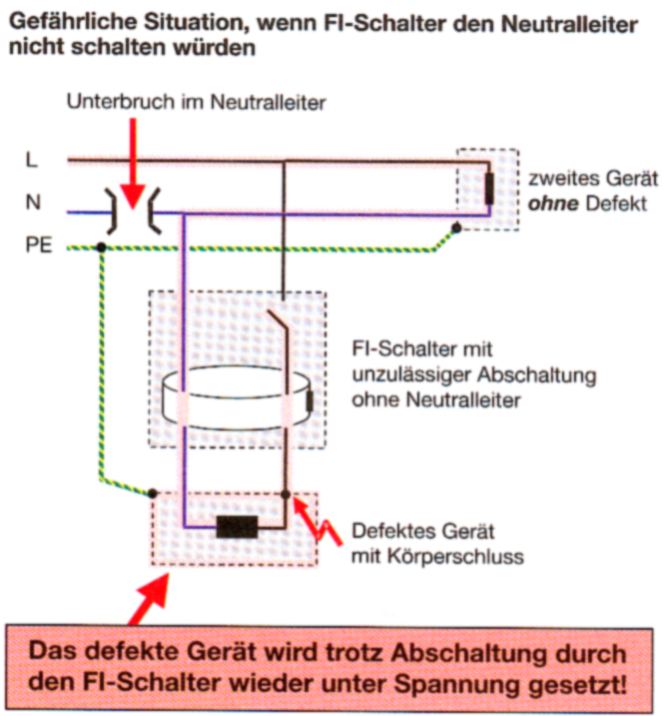 Gefährliche Situation, wenn FI-Schalter den Neutralleiter
nicht schalten würden
Unterbruch im Neutralleiter
L
N
PE
zweites Gerät
ohne Defekt
FI-Schalter mit
unzulässiger Abschaltung
ohne Neutralleiter
Defektes Gerät
mit Körperschluss
Das defekte Gerät wird trotz Abschaltung durch
den FI-Schalter wieder unter Spannung gesetzt!